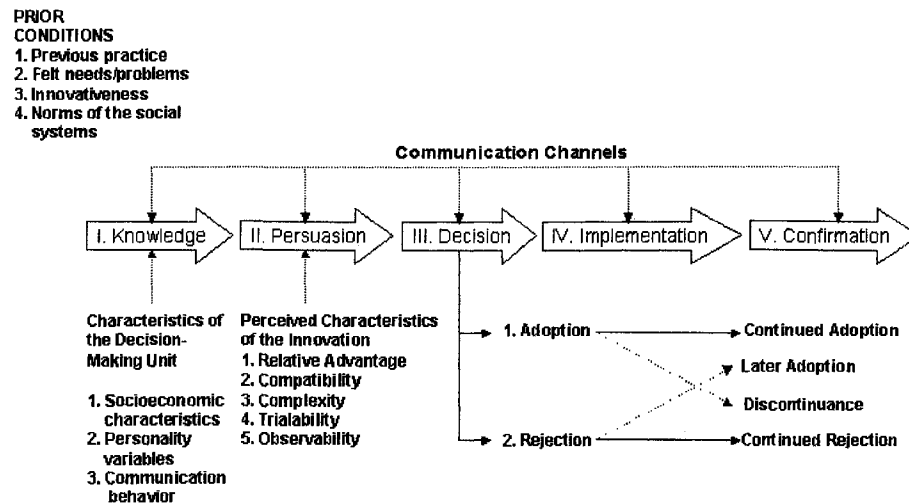 PRIOR
CONDITIONS
1. Previous practice
2. Felt needs/problems
3. Innovativeness
4. Norms of the social
systems
Communication Channels
I. Knowledge
II. Persuasion
III. Decision
IV. Implementation
V. Confirmation
Characteristics of
the Decision-
Making Unit
1. Socioeconomic
characteristics
2. Personality
variables
3. Communication
behavior
Perceived Characteristics
of the Innovation
1. Relative Advantage
2. Compatibility
3. Complexity
4. Trialability
5. Observability
1. Adoption
2. Rejection
Continued Adoption
Later Adoption
Discontinuance
Continued Rejection